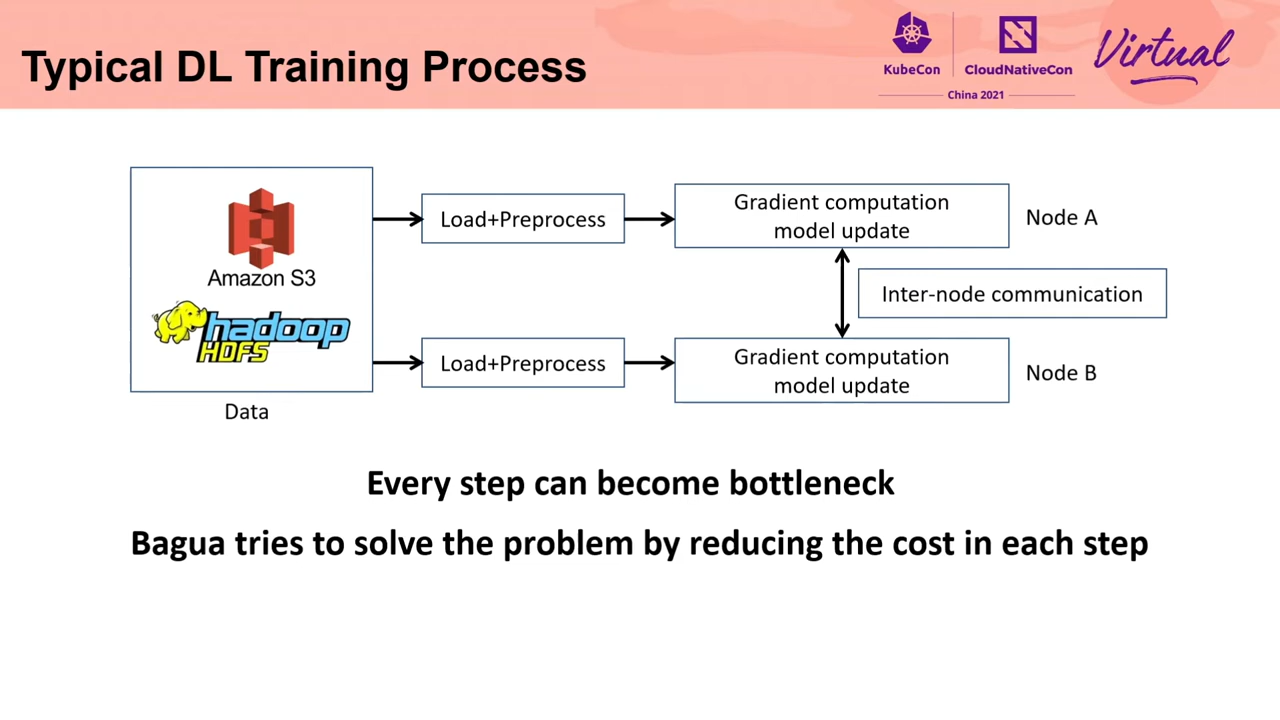 Typical DL Training Process
KubeCon
CloudNativeCon
China 2021
Virtual
Amazon S3
hadoop
HDFS
Data
Load+Preprocess
Gradient computation
model update
Node A
Inter-node communication
Load+Preprocess
Gradient computation
model update
Node B
Every step can become bottleneck
Bagua tries to solve the problem by reducing the cost in each step